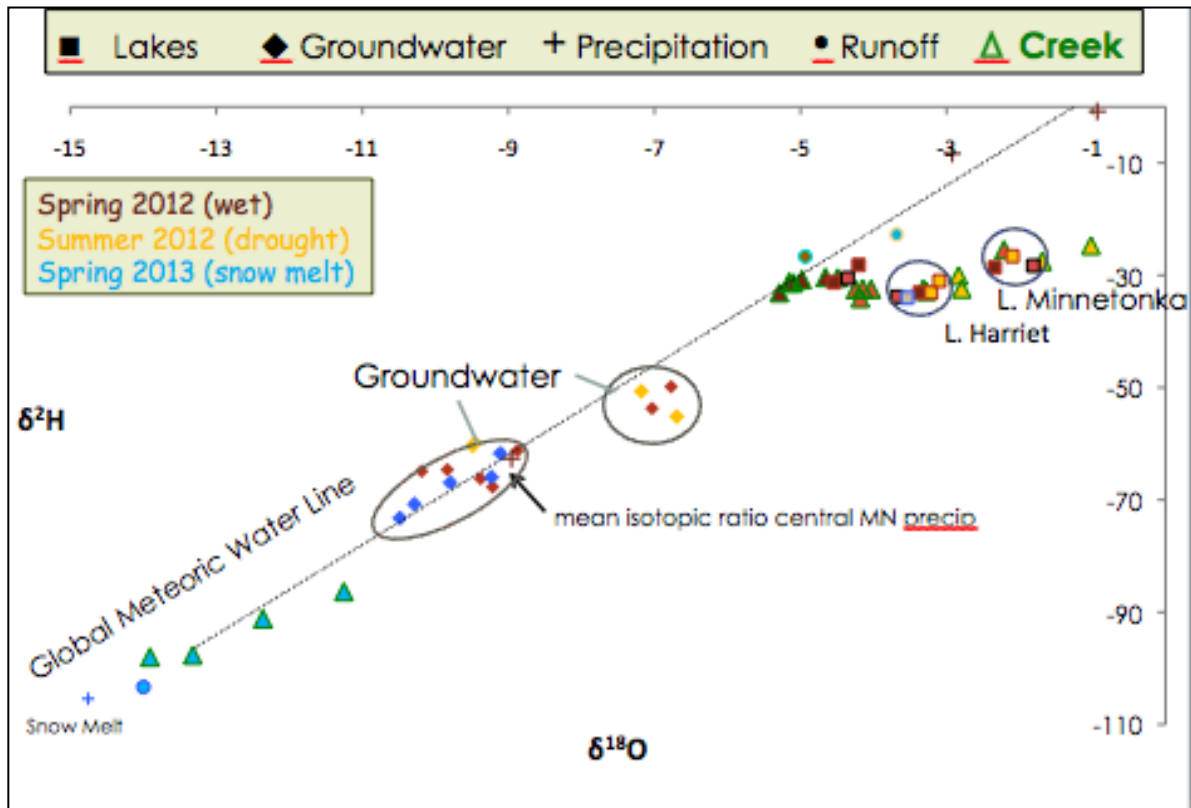 Lakes Groundwater Precipitation Runoff Creek
-15 -13 -11 -9 -7 -5 -3 -1
-10
Spring 2012 (wet)
Summer 2012 (drought)
Spring 2013 (snow melt)
-30
L. Minnetonka
L. Harriet
Groundwater
-50
δ²H
-70
mean isotopic ratio central MN precip
Global Meteoric Water Line
-90
Snow Melt
-110
δ¹⁸O